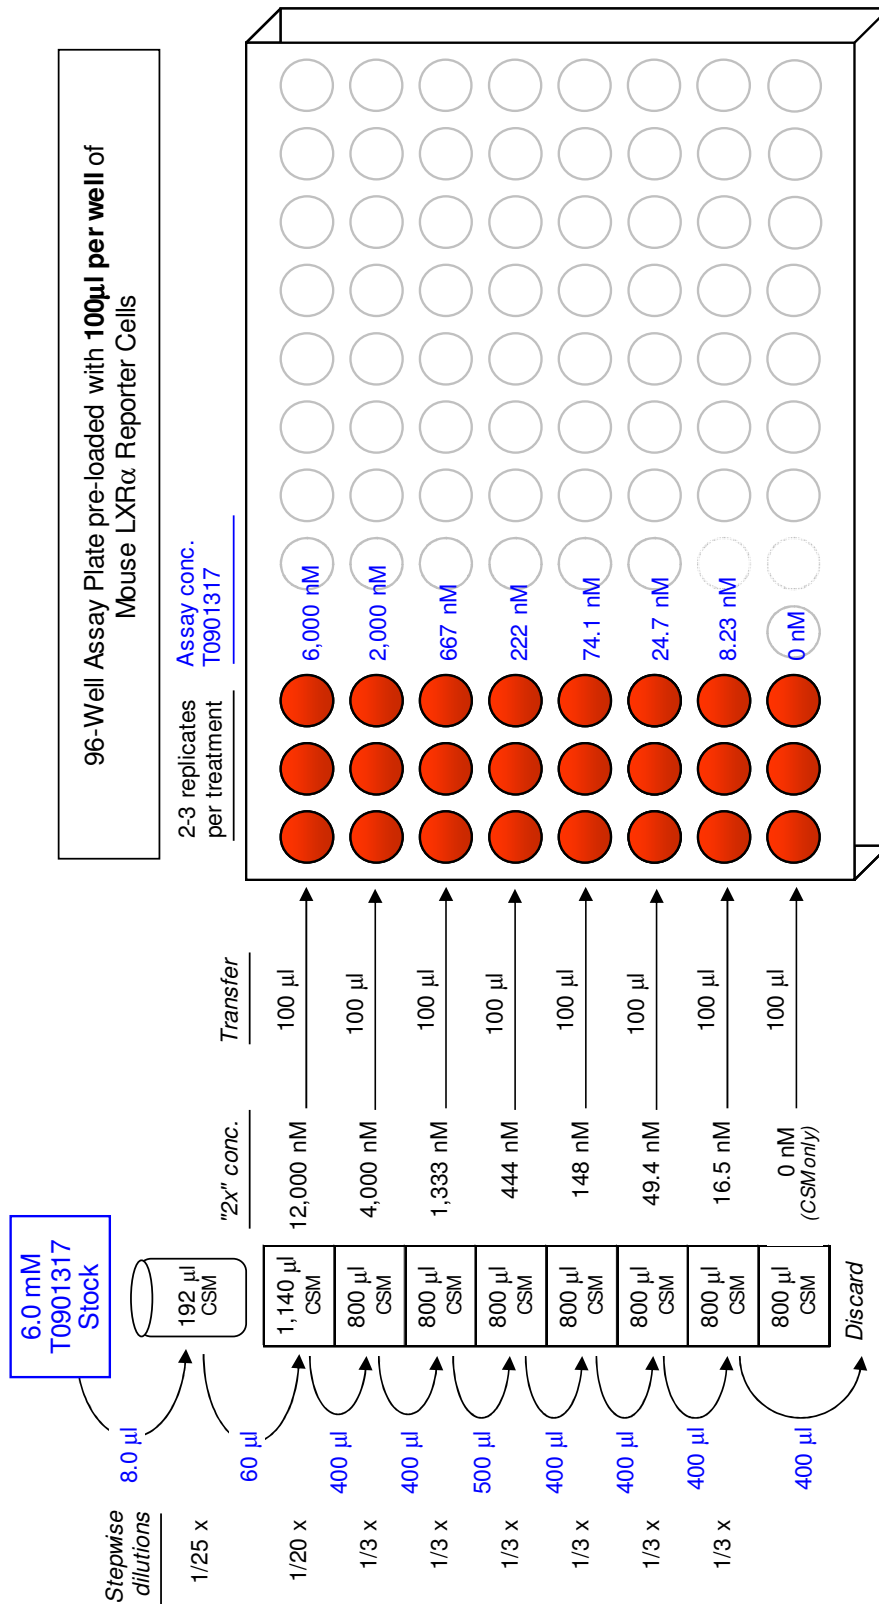 96-Well Assay Plate pre-loaded with 100µl per well of
Mouse LXRα Reporter Cells
6.0 mM
T0901317
Stock
Stepwise
dilutions
"2x" conc.
Transfer
2-3 replicates
per treatment
Assay conc.
T0901317
1/25 x
8.0 µl
192 µl
CSM
1/20 x
60 µl
1,140 µl
CSM
12,000 nM
100 µl
6,000 nM
1/3 x
400 µl
800 µl
CSM
4,000 nM
100 µl
2,000 nM
1/3 x
400 µl
800 µl
CSM
1,333 nM
100 µl
667 nM
1/3 x
500 µl
800 µl
CSM
444 nM
100 µl
222 nM
1/3 x
400 µl
800 µl
CSM
148 nM
100 µl
74.1 nM
1/3 x
400 µl
800 µl
CSM
49.4 nM
100 µl
24.7 nM
1/3 x
400 µl
800 µl
CSM
16.5 nM
100 µl
8.23 nM
400 µl
800 µl
CSM
0 nM
(CSM only)
100 µl
0 nM
Discard